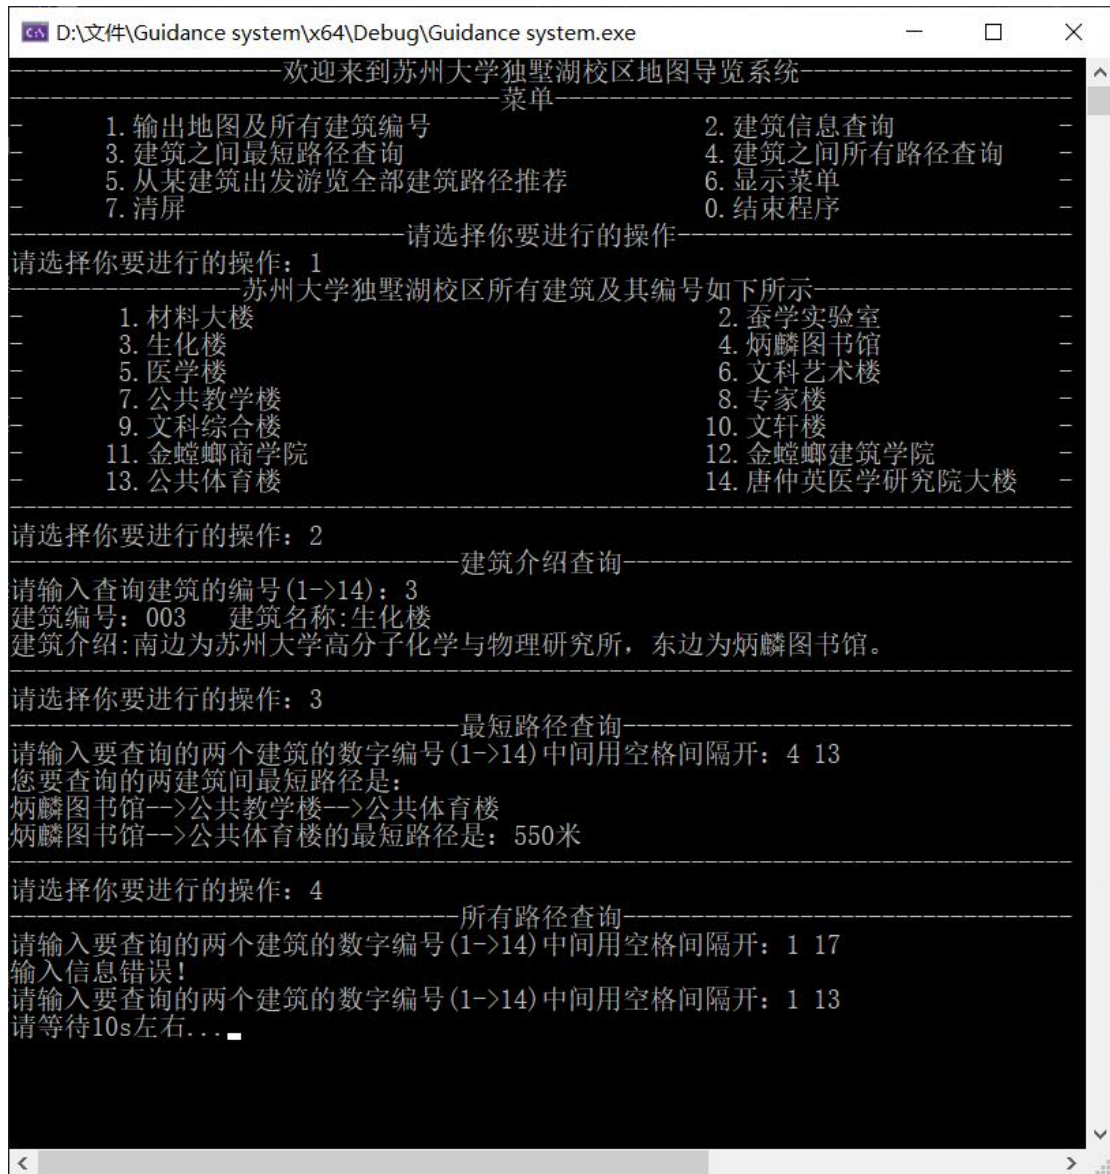 D:\文件\Guidance system\x64\Debug\Guidance system.exe
--------------------欢迎来到苏州大学独墅湖校区地图导览系统--------------------
------------------------------------菜单--------------------------------------
- 1.输出地图及所有建筑编号 2.建筑信息查询 -
- 3.建筑之间最短路径查询 4.建筑之间所有路径查询 -
- 5.从某建筑出发游览全部建筑路径推荐 6.显示菜单 -
- 7.清屏 0.结束程序 -
-----------------------------请选择你要进行的操作-----------------------------
请选择你要进行的操作：1
-----------------苏州大学独墅湖校区所有建筑及其编号如下所示-------------------
- 1.材料大楼 2.蚕学实验室 -
- 3.生化楼 4.炳麟图书馆 -
- 5.医学楼 6.文科艺术楼 -
- 7.公共教学楼 8.专家楼 -
- 9.文科综合楼 10.文轩楼 -
- 11.金螳螂商学院 12.金螳螂建筑学院 -
- 13.公共体育楼 14.唐仲英医学研究院大楼 -
------------------------------------------------------------------------------
请选择你要进行的操作：2
---------------------------------建筑介绍查询---------------------------------
请输入查询建筑的编号(1->14)：3
建筑编号：003 建筑名称:生化楼
建筑介绍:南边为苏州大学高分子化学与物理研究所，东边为炳麟图书馆。
------------------------------------------------------------------------------
请选择你要进行的操作：3
---------------------------------最短路径查询---------------------------------
请输入要查询的两个建筑的数字编号(1->14)中间用空格间隔开：4 13
您要查询的两建筑间最短路径是：
炳麟图书馆-->公共教学楼-->公共体育楼
炳麟图书馆-->公共体育楼的最短路径是：550米
------------------------------------------------------------------------------
请选择你要进行的操作：4
---------------------------------所有路径查询---------------------------------
请输入要查询的两个建筑的数字编号(1->14)中间用空格间隔开：1 17
输入信息错误！
请输入要查询的两个建筑的数字编号(1->14)中间用空格间隔开：1 13
请等待10s左右...